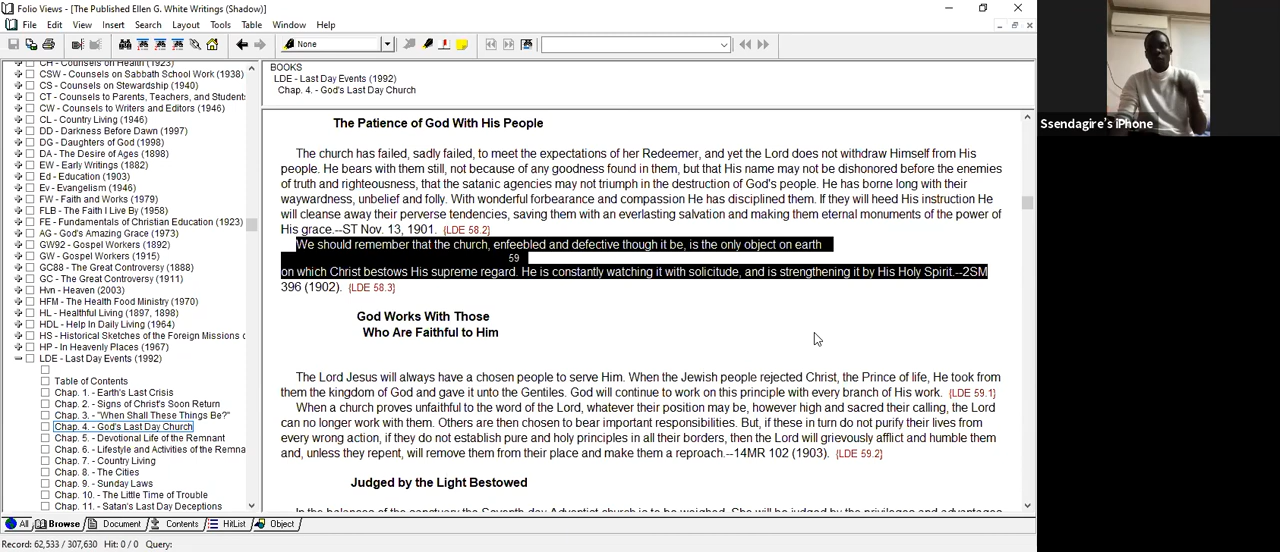 Folio Views - [The Published Ellen G. White Writings (Shadow)]
File Edit View Insert Search Layout Tools Table Window Help
None
CH - Counsels on Health (1923)
CSW - Counsels on Sabbath School Work (1938)
CS - Counsels on Stewardship (1940)
CT - Counsels to Parents, Teachers, and Students
CW - Counsels to Writers and Editors (1946)
CL - Country Living (1946)
DD - Darkness Before Dawn (1997)
DG - Daughters of God (1998)
DA - The Desire of Ages (1898)
EW - Early Writings (1882)
Ed - Education (1903)
Ev - Evangelism (1946)
FW - Faith and Works (1979)
FLB - The Faith I Live By (1958)
FE - Fundamentals of Christian Education (1923)
AG - God's Amazing Grace (1973)
GW92 - Gospel Workers (1892)
GW - Gospel Workers (1915)
GC88 - The Great Controversy (1888)
GC - The Great Controversy (1911)
Hvn - Heaven (2003)
HFM - The Health Food Ministry (1970)
HL - Healthful Living (1897, 1898)
HDL - Help In Daily Living (1964)
HS - Historical Sketches of the Foreign Missions o
HP - In Heavenly Places (1967)
LDE - Last Day Events (1992)
Table of Contents
Chap. 1. - Earth's Last Crisis
Chap. 2. - Signs of Christ's Soon Return
Chap. 3. - "When Shall These Things Be?"
Chap. 4. - God's Last Day Church
Chap. 5. - Devotional Life of the Remnant
Chap. 6. - Lifestyle and Activities of the Remna
Chap. 7. - Country Living
Chap. 8. - The Cities
Chap. 9. - Sunday Laws
Chap. 10. - The Little Time of Trouble
Chap. 11. - Satan's Last Day Deceptions
BOOKS
LDE - Last Day Events (1992)
Chap. 4. - God's Last Day Church
The Patience of God With His People
The church has failed, sadly failed, to meet the expectations of her Redeemer, and yet the Lord does not withdraw Himself from His
people. He bears with them still, not because of any goodness found in them, but that His name may not be dishonored before the enemies
of truth and righteousness, that the satanic agencies may not triumph in the destruction of God's people. He has borne long with their
waywardness, unbelief and folly. With wonderful forbearance and compassion He has disciplined them. If they will heed His instruction He
will cleanse away their perverse tendencies, saving them with an everlasting salvation and making them eternal monuments of the power of
His grace.--ST Nov. 13, 1901. {LDE 58.2}
We should remember that the church, enfeebled and defective though it be, is the only object on earth
59
on which Christ bestows His supreme regard. He is constantly watching it with solicitude, and is strengthening it by His Holy Spirit.--2SM
396 (1902). {LDE 58.3}
God Works With Those
Who Are Faithful to Him
The Lord Jesus will always have a chosen people to serve Him. When the Jewish people rejected Christ, the Prince of life, He took from
them the kingdom of God and gave it unto the Gentiles. God will continue to work on this principle with every branch of His work. {LDE 59.1}
When a church proves unfaithful to the word of the Lord, whatever their position may be, however high and sacred their calling, the Lord
can no longer work with them. Others are then chosen to bear important responsibilities. But, if these in turn do not purify their lives from
every wrong action, if they do not establish pure and holy principles in all their borders, then the Lord will grievously afflict and humble them
and, unless they repent, will remove them from their place and make them a reproach.--14MR 102 (1903). {LDE 59.2}
Judged by the Light Bestowed
In the balances of the sanctuary the Seventh-day Adventist church is to be weighed. She will be judged by the privileges and advantages
All Browse Document Contents HitList Object
Record: 62,533 / 307,630 Hit: 0 / 0 Query:
Ssendagire's iPhone